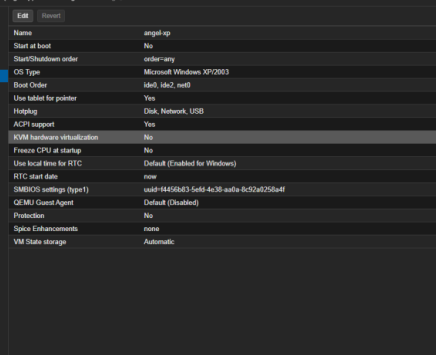 Edit Revert
Name angel-xp
Start at boot No
Start/Shutdown order order=any
OS Type Microsoft Windows XP/2003
Boot Order ide0, ide2, net0
Use tablet for pointer Yes
Hotplug Disk, Network, USB
ACPI support Yes
KVM hardware virtualization No
Freeze CPU at startup No
Use local time for RTC Default (Enabled for Windows)
RTC start date now
SMBIOS settings (type1) uuid=f4456b83-5efd-4e38-aa0a-8c92a0258a4f
QEMU Guest Agent Default (Disabled)
Protection No
Spice Enhancements none
VM State storage Automatic